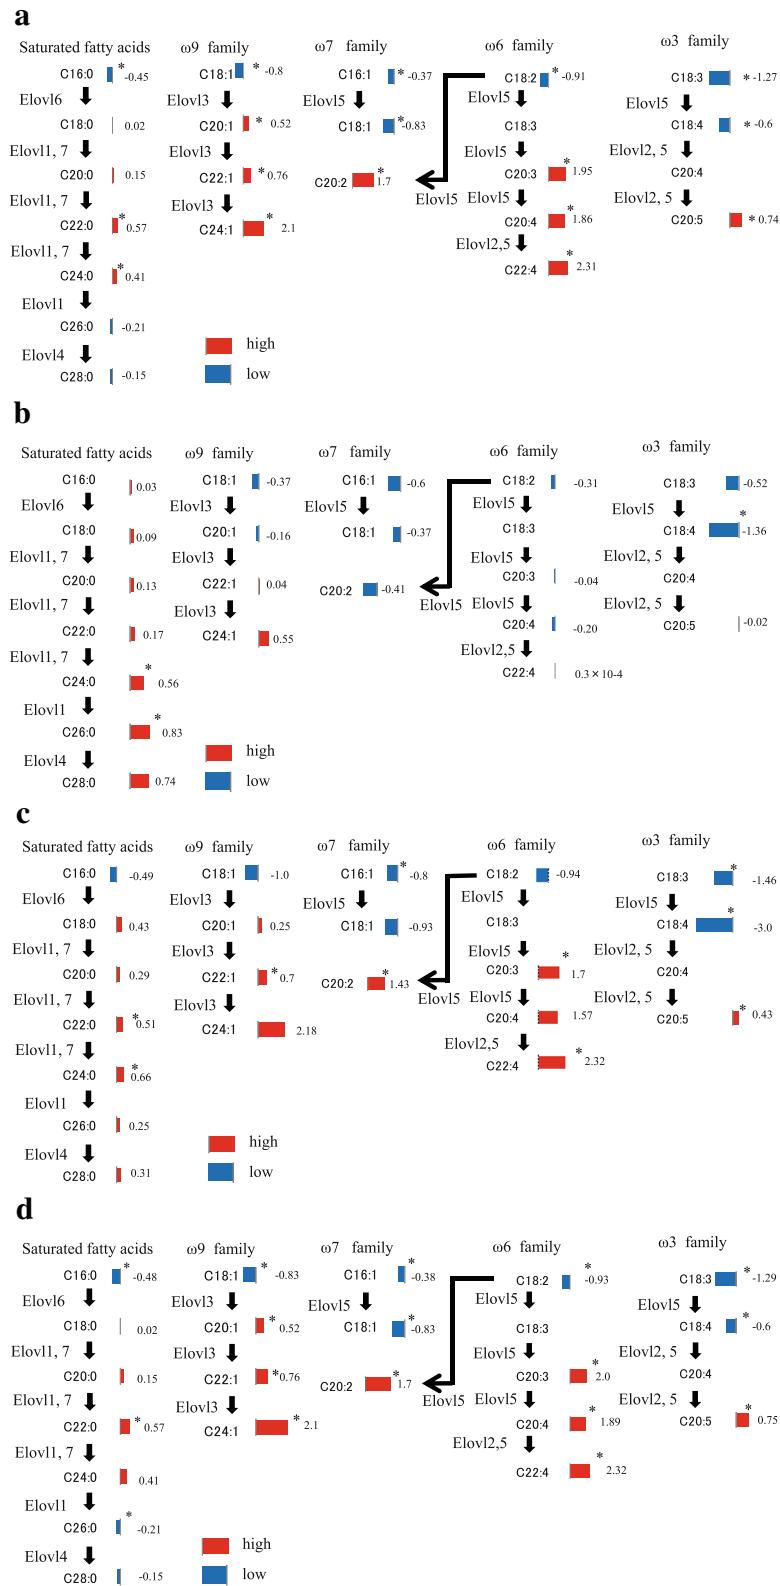 a
Saturated fatty acids
ω9 family
ω7 family
ω6 family
ω3 family
C16:0 * -0.45
Elovl6
C18:0 0.02
Elovl1, 7
C20:0 0.15
Elovl1, 7
C22:0 * 0.57
Elovl1, 7
C24:0 * 0.41
Elovl1
C26:0 -0.21
Elovl4
C28:0 -0.15
C18:1 * -0.8
Elovl3
C20:1 * 0.52
Elovl3
C22:1 * 0.76
Elovl3
C24:1 * 2.1
C16:1 * -0.37
Elovl5
C18:1 * -0.83
C20:2 * 1.7
Elovl5
C18:2 * -0.91
Elovl5
C18:3
Elovl5
C20:3 * 1.95
Elovl5
C20:4 * 1.86
Elovl2,5
C22:4 * 2.31
C18:3 * -1.27
Elovl5
C18:4 * -0.6
Elovl2, 5
C20:4
Elovl2, 5
C20:5 * 0.74
high
low
b
Saturated fatty acids
ω9 family
ω7 family
ω6 family
ω3 family
C16:0 0.03
Elovl6
C18:0 0.09
Elovl1, 7
C20:0 0.13
Elovl1, 7
C22:0 0.17
Elovl1, 7
C24:0 * 0.56
Elovl1
C26:0 * 0.83
Elovl4
C28:0 0.74
C18:1 -0.37
Elovl3
C20:1 -0.16
Elovl3
C22:1 0.04
Elovl3
C24:1 0.55
C16:1 -0.6
Elovl5
C18:1 -0.37
C20:2 -0.41
Elovl5
C18:2 -0.31
Elovl5
C18:3
Elovl5
C20:3 -0.04
Elovl5
C20:4 -0.20
Elovl2,5
C22:4 0.3×10-4
C18:3 -0.52
Elovl5
C18:4 * -1.36
Elovl2, 5
C20:4
Elovl2, 5
C20:5 -0.02
high
low
c
Saturated fatty acids
ω9 family
ω7 family
ω6 family
ω3 family
C16:0 -0.49
Elovl6
C18:0 0.43
Elovl1, 7
C20:0 0.29
Elovl1, 7
C22:0 * 0.51
Elovl1, 7
C24:0 * 0.66
Elovl1
C26:0 0.25
Elovl4
C28:0 0.31
C18:1 -1.0
Elovl3
C20:1 0.25
Elovl3
C22:1 * 0.7
Elovl3
C24:1 2.18
C16:1 * -0.8
Elovl5
C18:1 -0.93
C20:2 * 1.43
Elovl5
C18:2 -0.94
Elovl5
C18:3
Elovl5
C20:3 * 1.7
Elovl5
C20:4 1.57
Elovl2,5
C22:4 * 2.32
C18:3 * -1.46
Elovl5
C18:4 * -3.0
Elovl2, 5
C20:4
Elovl2, 5
C20:5 * 0.43
high
low
d
Saturated fatty acids
ω9 family
ω7 family
ω6 family
ω3 family
C16:0 * -0.48
Elovl6
C18:0 0.02
Elovl1, 7
C20:0 0.15
Elovl1, 7
C22:0 * 0.57
Elovl1, 7
C24:0 0.41
Elovl1
C26:0 * -0.21
Elovl4
C28:0 -0.15
C18:1 * -0.83
Elovl3
C20:1 * 0.52
Elovl3
C22:1 * 0.76
Elovl3
C24:1 * 2.1
C16:1 * -0.38
Elovl5
C18:1 * -0.83
C20:2 * 1.7
Elovl5
C18:2 * -0.93
Elovl5
C18:3
Elovl5
C20:3 * 2.0
Elovl5
C20:4 * 1.89
Elovl2,5
C22:4 * 2.32
C18:3 * -1.29
Elovl5
C18:4 * -0.6
Elovl2, 5
C20:4
Elovl2, 5
C20:5 * 0.75
high
low